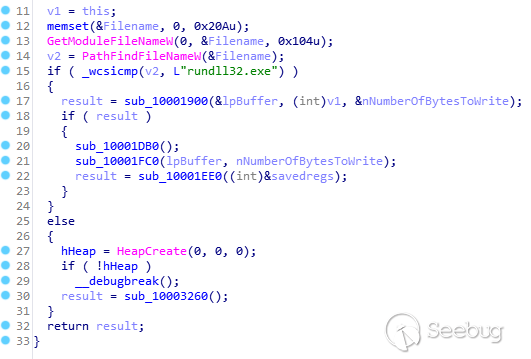 11 v1 = this;
12 memset(&Filename, 0, 0x20Au);
13 GetModuleFileNameW(0, &Filename, 0x104u);
14 v2 = PathFindFileNameW(&Filename);
15 if ( _wcsicmp(v2, L"rundll32.exe") )
16 {
17 result = sub_10001900(&lpBuffer, (int)v1, &nNumberOfBytesToWrite);
18 if ( result )
19 {
20 sub_10001DB0();
21 sub_10001FC0(lpBuffer, nNumberOfBytesToWrite);
22 result = sub_10001EE0((int)&savedregs);
23 }
24 }
25 else
26 {
27 hHeap = HeapCreate(0, 0, 0);
28 if ( !hHeap )
29 __debugbreak();
30 result = sub_10003260();
31 }
32 return result;
33 }
Seebug